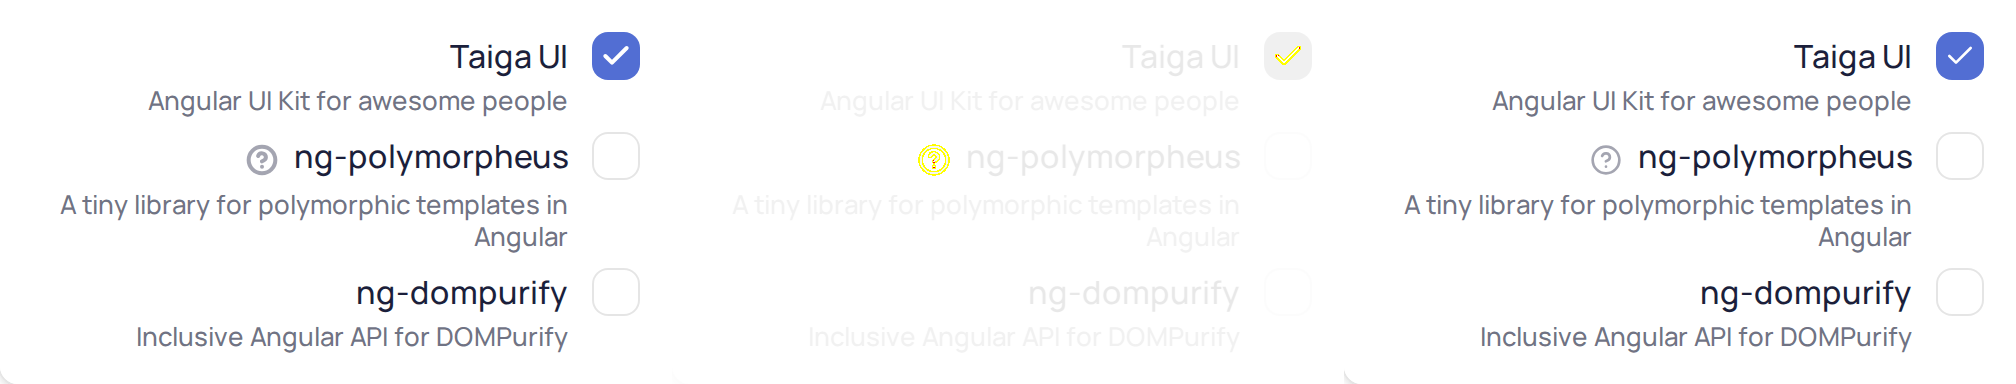 Taiga UI
Angular UI Kit for awesome people
ng-polymorpheus
A tiny library for polymorphic templates in
Angular
ng-dompurify
Inclusive Angular API for DOMPurify
Taiga UI
Angular UI Kit for awesome people
ng-polymorpheus
A tiny library for polymorphic templates in
Angular
ng-dompurify
Inclusive Angular API for DOMPurify
Taiga UI
Angular UI Kit for awesome people
ng-polymorpheus
A tiny library for polymorphic templates in
Angular
ng-dompurify
Inclusive Angular API for DOMPurify